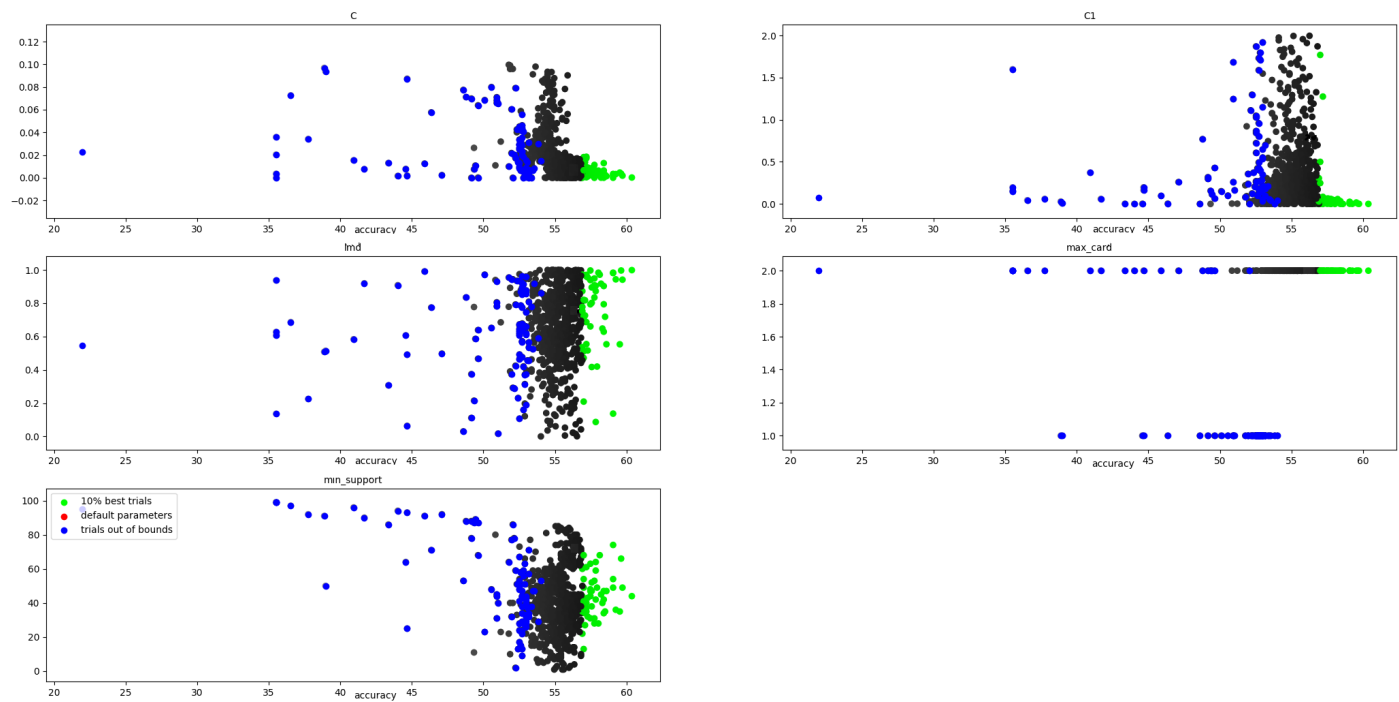 C
0.12
0.10
0.08
0.06
0.04
0.02
0.00
−0.02
20 25 30 35 40 45 50 55 60
accuracy
C1
2.0
1.5
1.0
0.5
0.0
20 25 30 35 40 45 50 55 60
accuracy
lmd
1.0
0.8
0.6
0.4
0.2
0.0
20 25 30 35 40 45 50 55 60
accuracy
max_card
2.0
1.8
1.6
1.4
1.2
1.0
20 25 30 35 40 45 50 55 60
accuracy
min_support
100
80
60
40
20
0
10% best trials
default parameters
trials out of bounds
20 25 30 35 40 45 50 55 60
accuracy